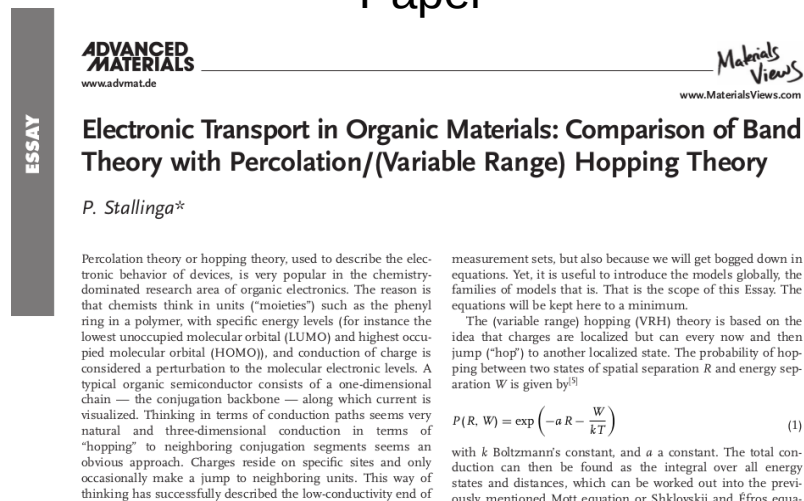 Paper
ADVANCED
MATERIALS
www.advmat.de
Materials
Views
www.MaterialsViews.com
ESSAY
Electronic Transport in Organic Materials: Comparison of Band
Theory with Percolation/(Variable Range) Hopping Theory
P. Stallinga*
Percolation theory or hopping theory, used to describe the elec-
tronic behavior of devices, is very popular in the chemistry-
dominated research area of organic electronics. The reason is
that chemists think in units (“moieties”) such as the phenyl
ring in a polymer, with specific energy levels (for instance the
lowest unoccupied molecular orbital (LUMO) and highest occu-
pied molecular orbital (HOMO)), and conduction of charge is
considered a perturbation to the molecular electronic levels. A
typical organic semiconductor consists of a one-dimensional
chain — the conjugation backbone — along which current is
visualized. Thinking in terms of conduction paths seems very
natural and three-dimensional conduction in terms of
“hopping” to neighboring conjugation segments seems an
obvious approach. Charges reside on specific sites and only
occasionally make a jump to neighboring units. This way of
thinking has successfully described the low-conductivity end of
measurement sets, but also because we will get bogged down in
equations. Yet, it is useful to introduce the models globally, the
families of models that is. That is the scope of this Essay. The
equations will be kept here to a minimum.
The (variable range) hopping (VRH) theory is based on the
idea that charges are localized but can every now and then
jump (“hop”) to another localized state. The probability of hop-
ping between two states of spatial separation R and energy sep-
aration W is given by[5]
P(R, W) = exp(−a R − W/kT) (1)
with k Boltzmann’s constant, and a a constant. The total con-
duction can then be found as the integral over all energy
states and distances, which can be worked out into the previ-
ously mentioned Mott equation or Shklovskii and Éfros equa-